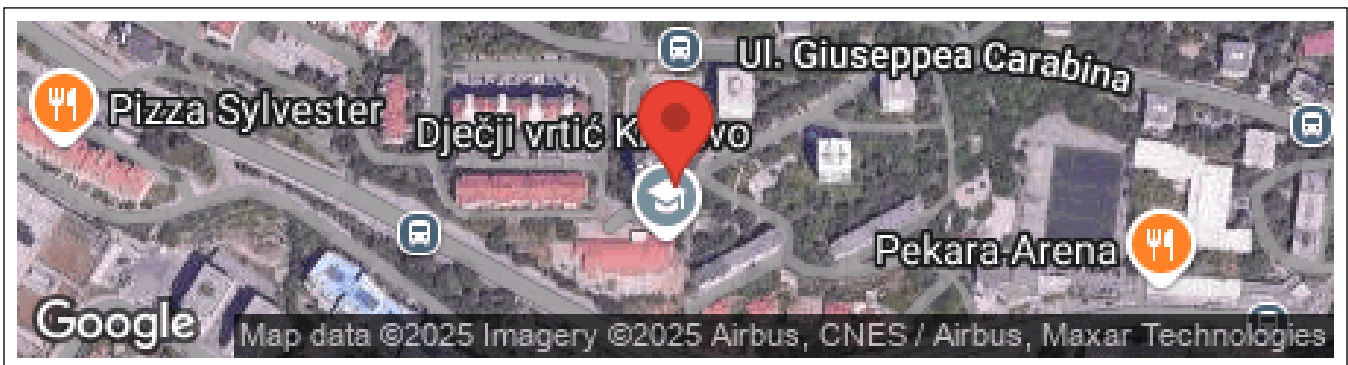 Ul. Giuseppea Carabina
Pizza Sylvester
Dječji vrtić
Pekara Arena
Google
Map data ©2025 Imagery ©2025 Airbus, CNES / Airbus, Maxar Technologies